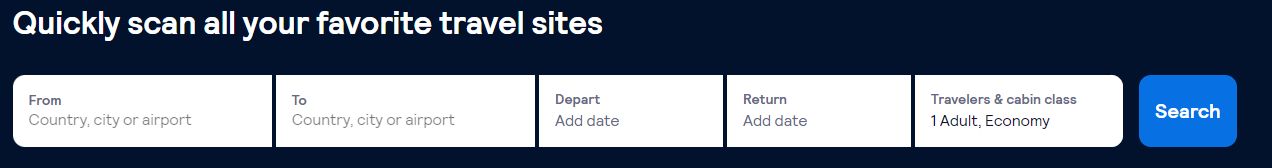 Quickly scan all your favorite travel sites
From
Country, city or airport
To
Country, city or airport
Depart
Add date
Return
Add date
Travelers & cabin class
1 Adult, Economy
Search